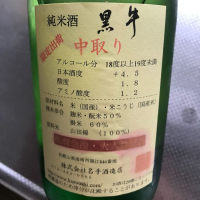 純米酒 黒牛
限定出荷
中取り
アルコール分 18度以上19度未満
日本酒度 +4.5
酸度 1.8
アミノ酸度 1.2
原材料名 米(国産)・米こうじ(国産米)
精米歩合 麹米・酛米50%
掛米 60%
山田錦 (100%)
株式会社名手酒造店